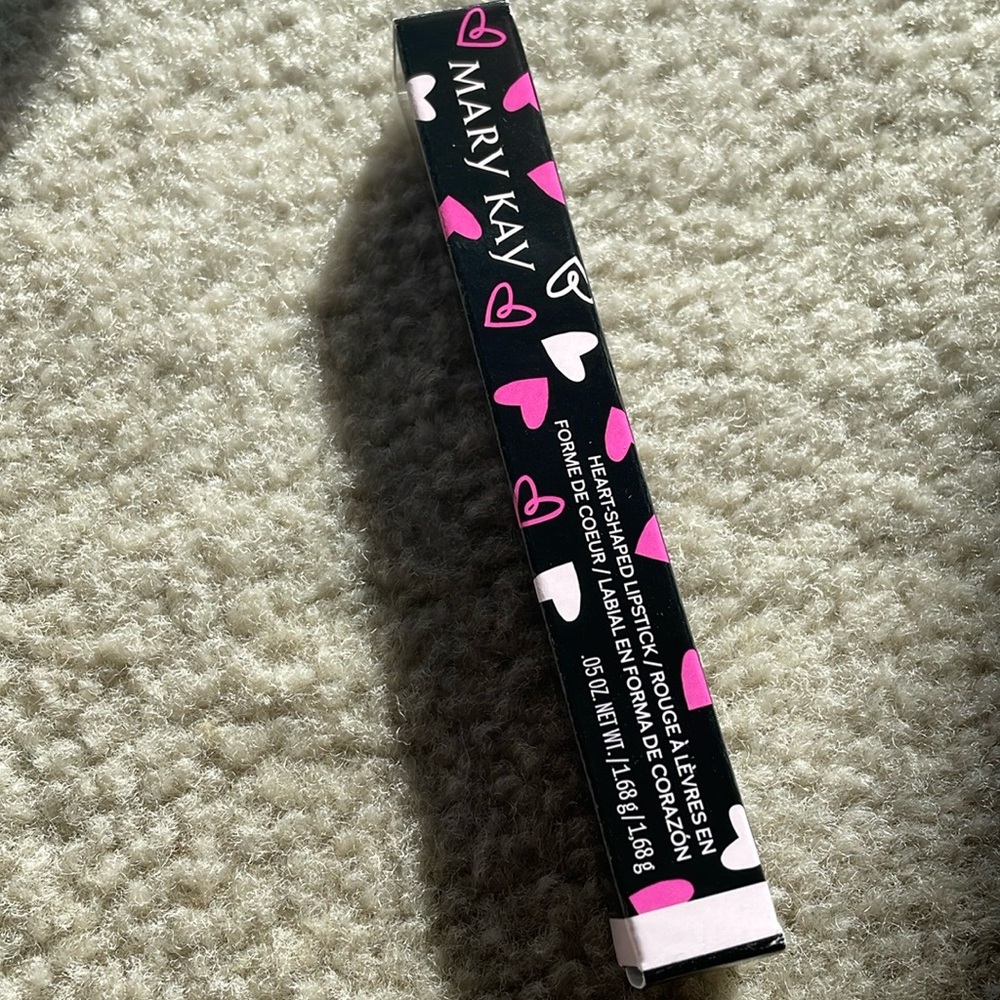 MARY KAY
HEART-SHAPED LIPSTICK / ROUGE À LÈVRES EN
FORME DE COEUR / LABIAL EN FORMA DE CORAZÓN
.05 OZ. NET WT. / 1.68 g / 1,68 g